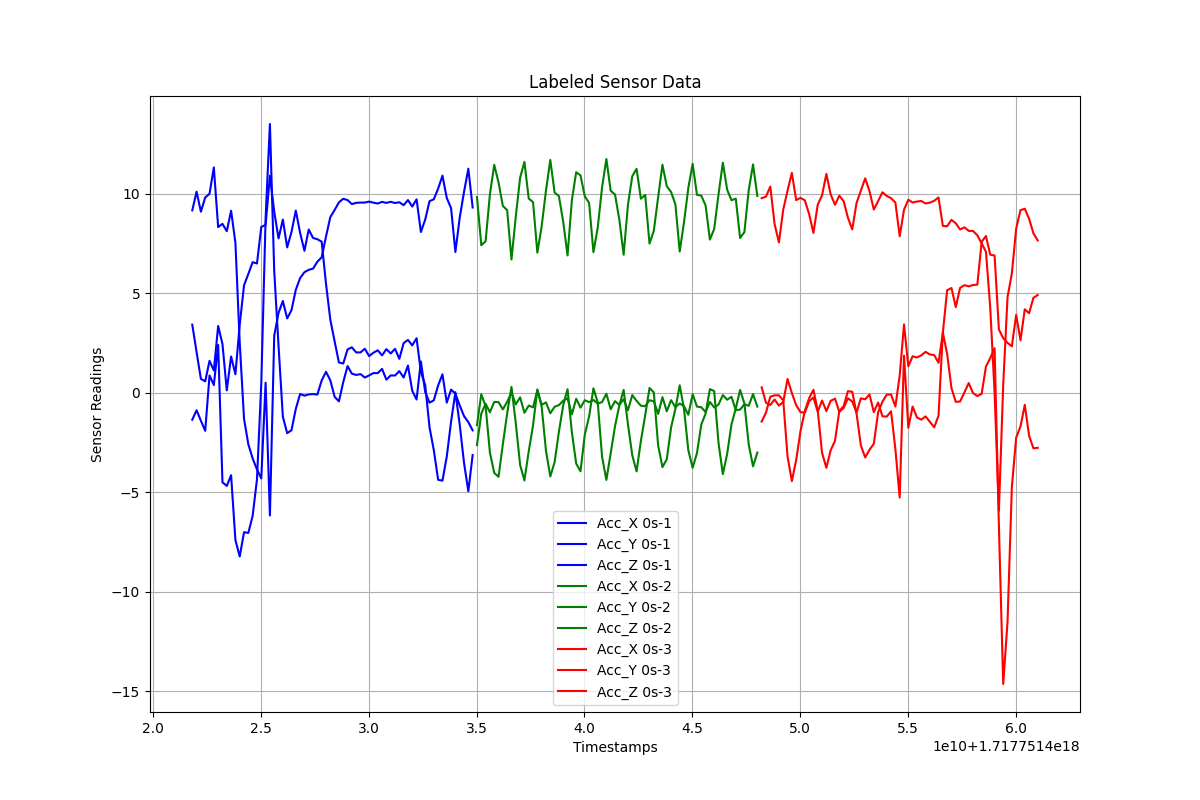 Labeled Sensor Data
10
5
0
−5
−10
−15
Sensor Readings
Acc_X 0s-1
Acc_Y 0s-1
Acc_Z 0s-1
Acc_X 0s-2
Acc_Y 0s-2
Acc_Z 0s-2
Acc_X 0s-3
Acc_Y 0s-3
Acc_Z 0s-3
2.0 2.5 3.0 3.5 4.0 4.5 5.0 5.5 6.0
Timestamps
1e10+1.7177514e18